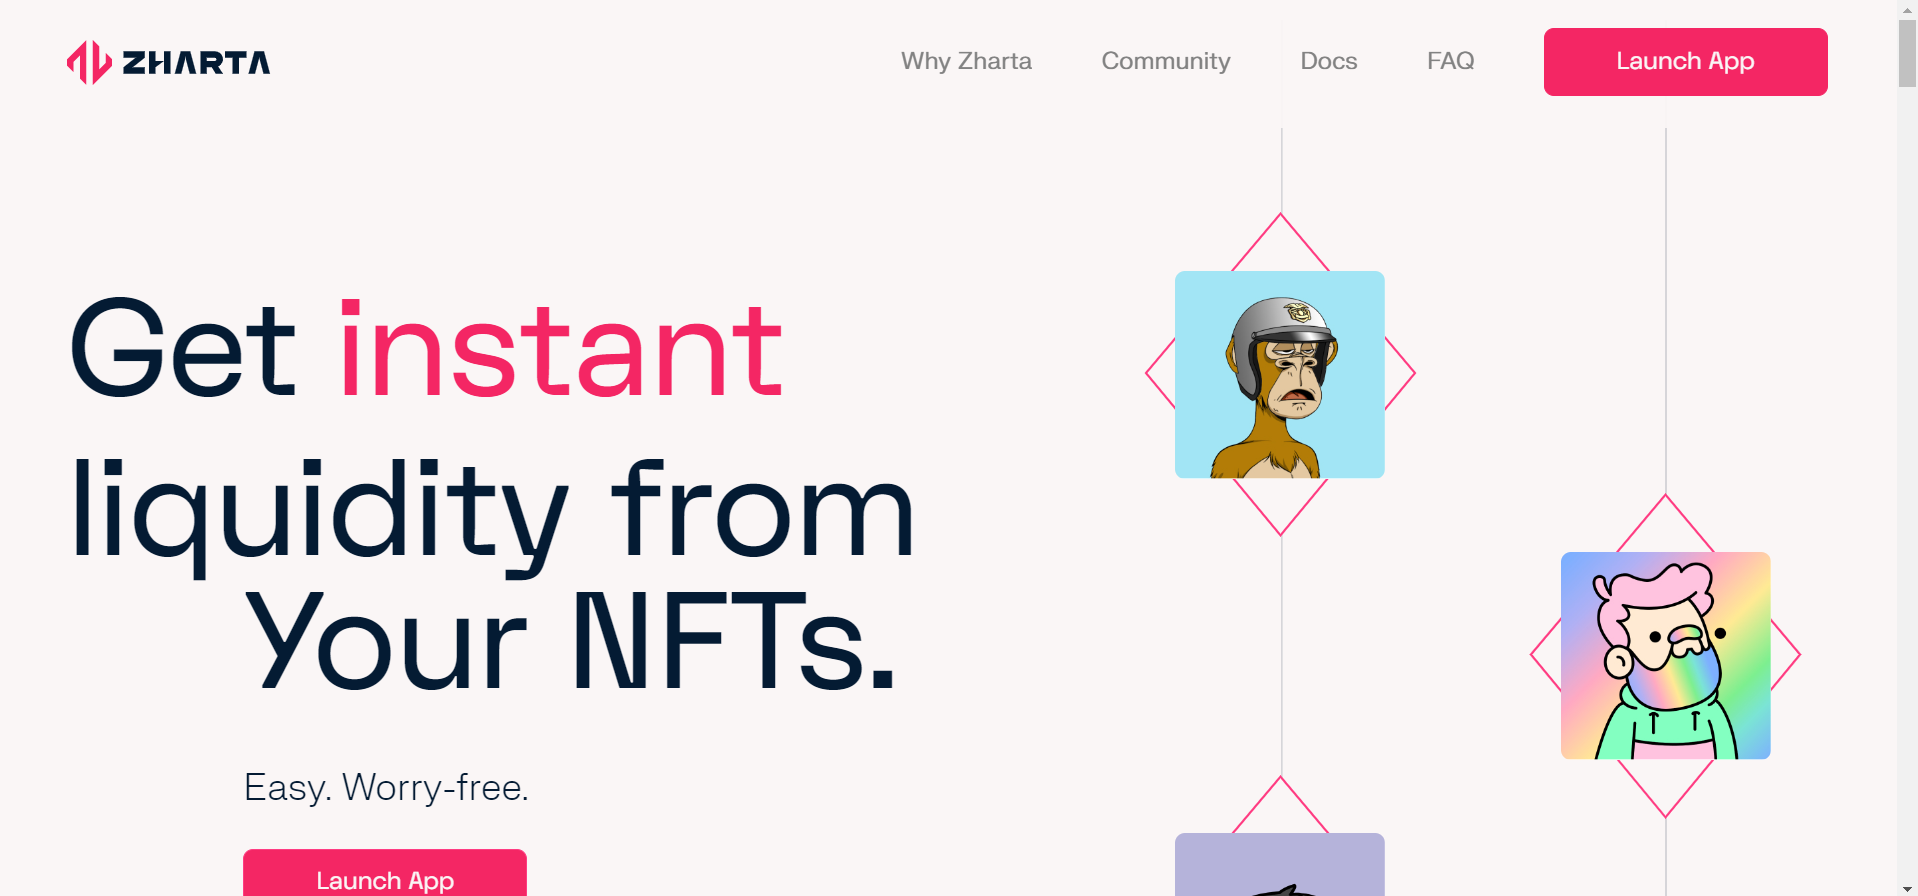 ZHARTA
Why Zharta
Community
Docs
FAQ
Launch App
Get instant
liquidity from
Your NFTs.
Easy. Worry-free.
Launch App